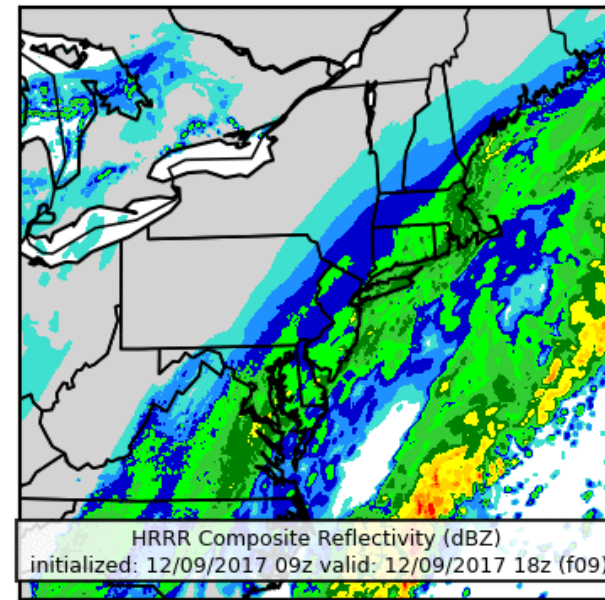 HRRR Composite Reflectivity (dBZ)
initialized: 12/09/2017 09z valid: 12/09/2017 18z (f09)